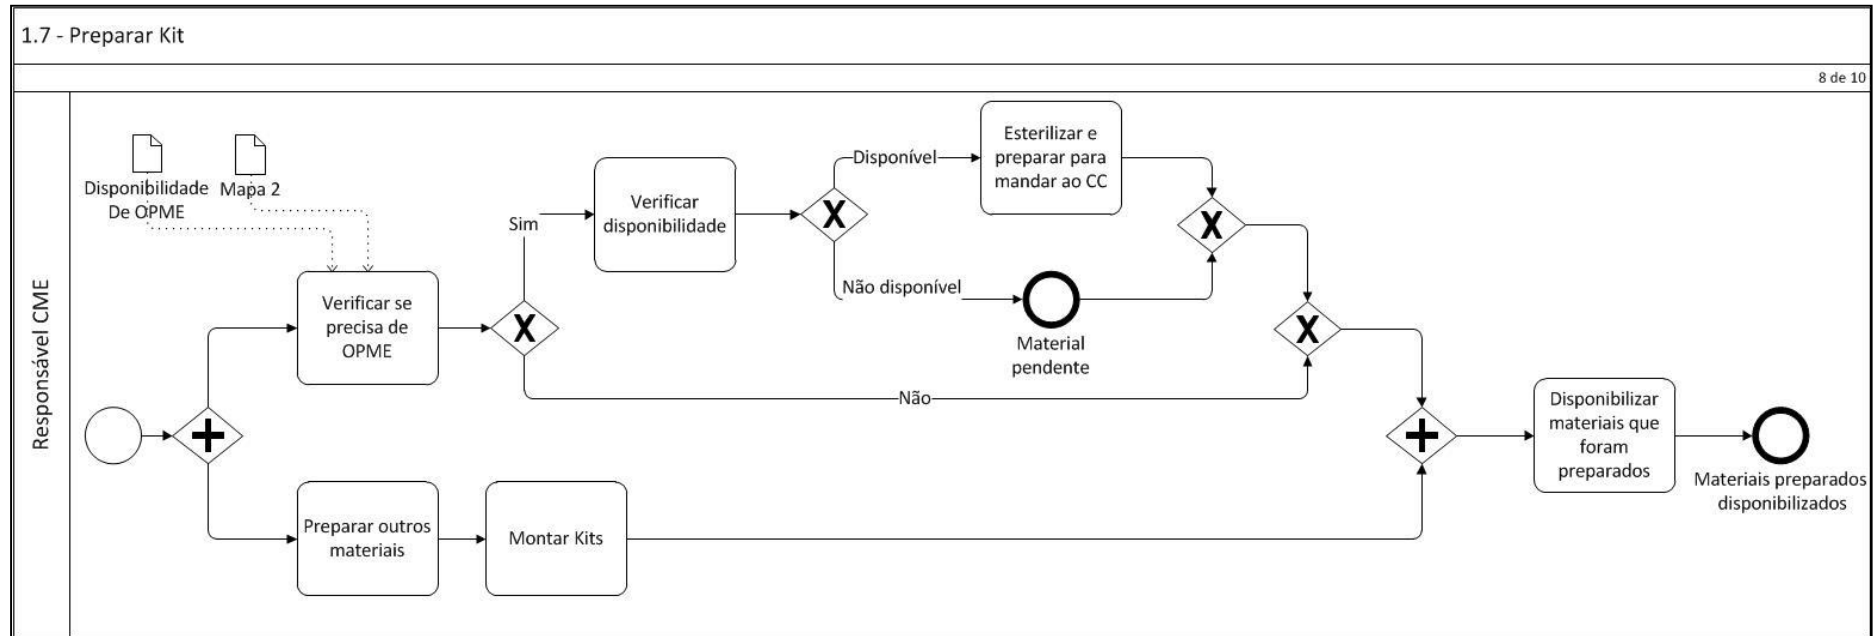 1.7 - Preparar Kit
8 de 10
Responsável CME
Disponibilidade
De OPME
Mapa 2
Verificar se
precisa de
OPME
Sim
Verificar
disponibilidade
Disponível
Esterilizar e
preparar para
mandar ao CC
Não disponível
Material
pendente
Não
Preparar outros
materiais
Montar Kits
Disponibilizar
materiais que
foram
preparados
Materiais preparados
disponibilizados